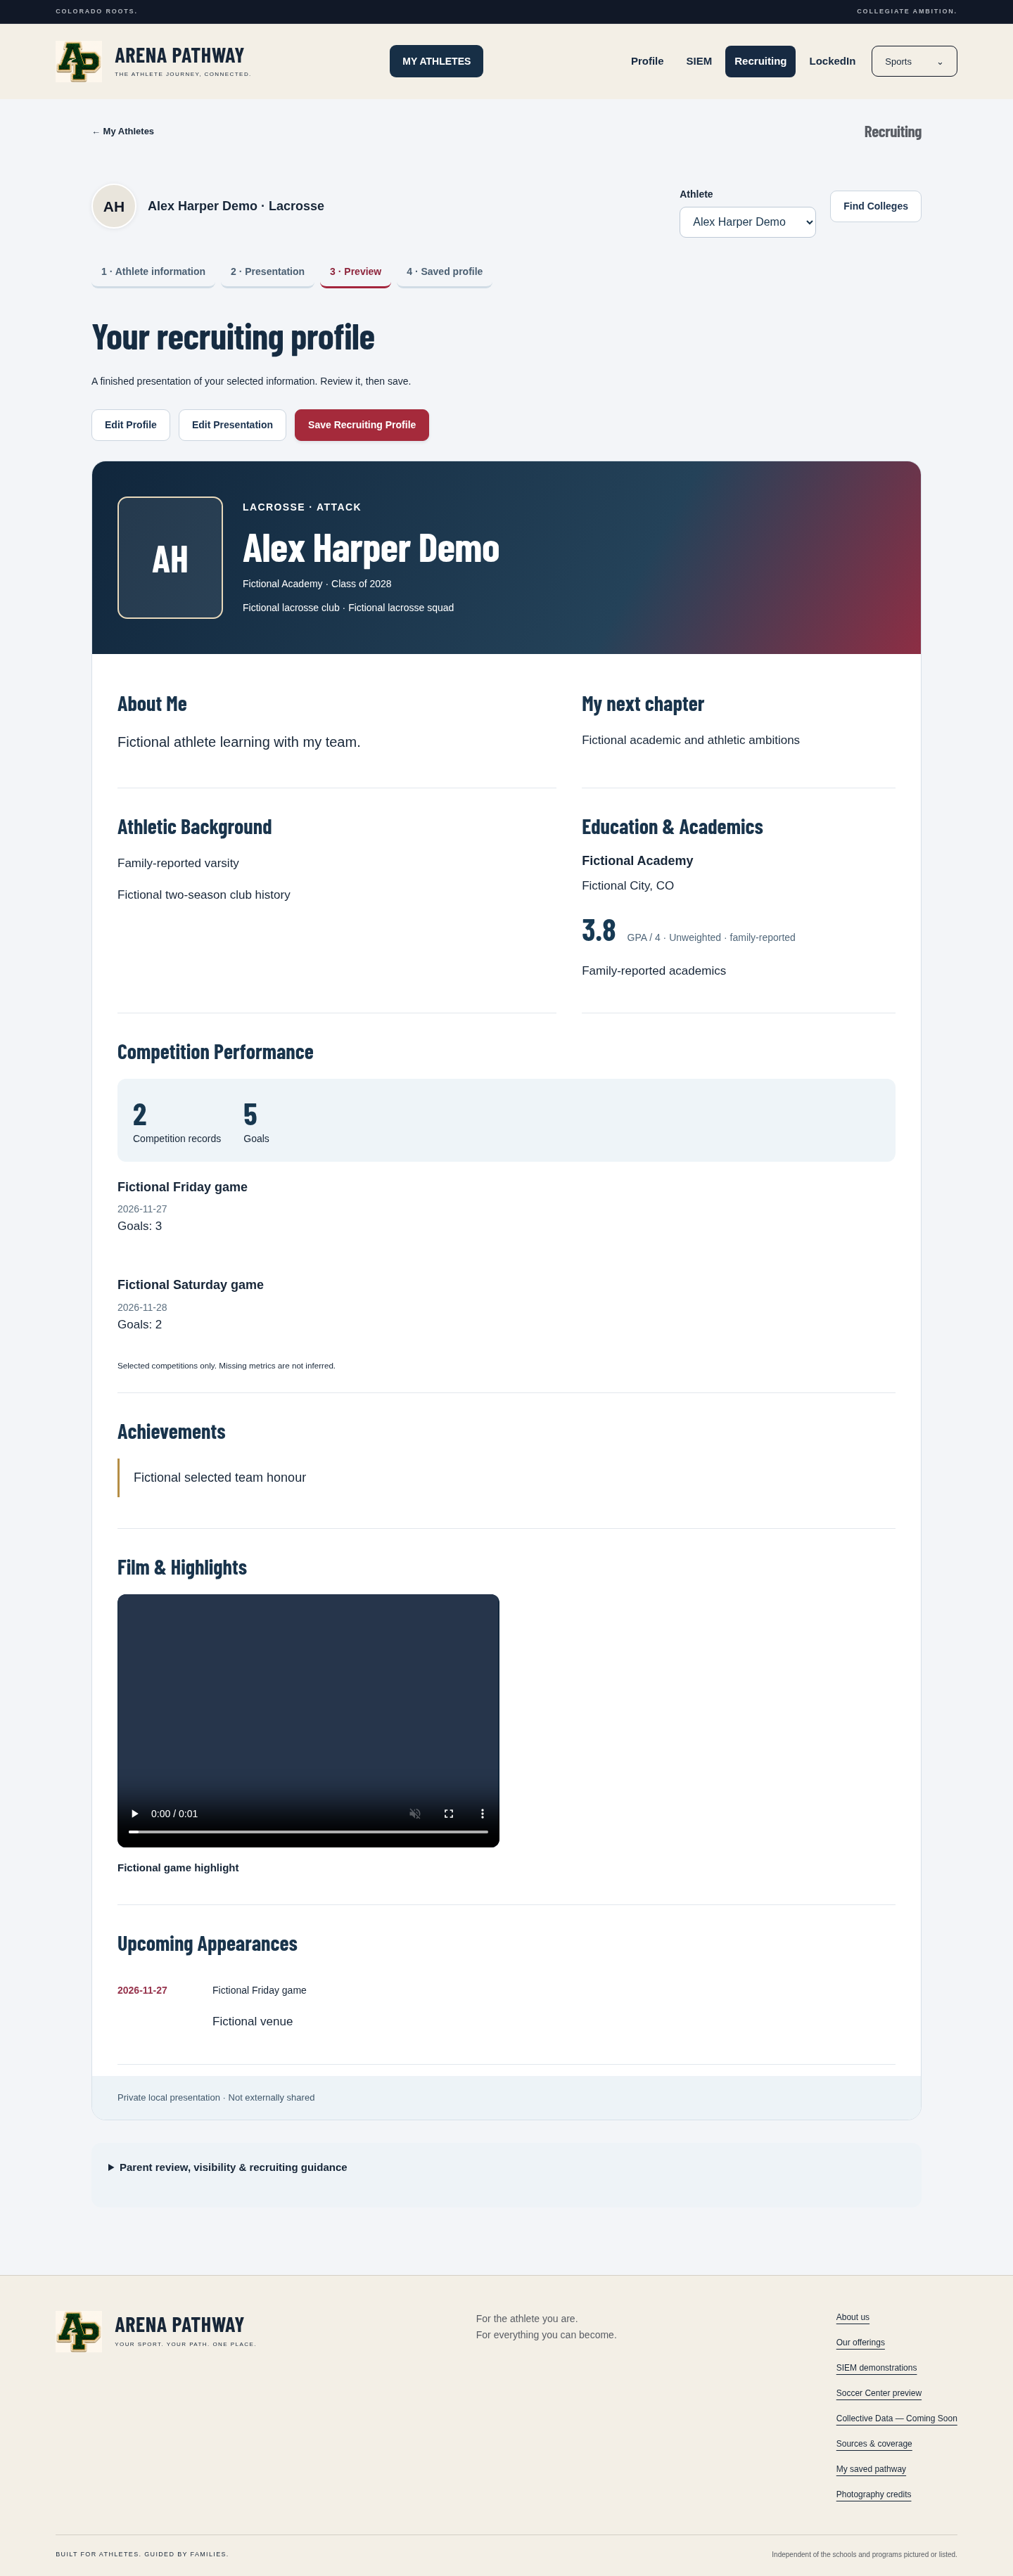 COLORADO ROOTS.
COLLEGIATE AMBITION.
AP
ARENA PATHWAY
THE ATHLETE JOURNEY, CONNECTED.
MY ATHLETES
Profile
SIEM
Recruiting
LockedIn
Sports
← My Athletes
Recruiting
AH
Alex Harper Demo · Lacrosse
Athlete
Alex Harper Demo
Find Colleges
1 · Athlete information
2 · Presentation
3 · Preview
4 · Saved profile
Your recruiting profile
A finished presentation of your selected information. Review it, then save.
Edit Profile
Edit Presentation
Save Recruiting Profile
AH
LACROSSE · ATTACK
Alex Harper Demo
Fictional Academy · Class of 2028
Fictional lacrosse club · Fictional lacrosse squad
About Me
Fictional athlete learning with my team.
My next chapter
Fictional academic and athletic ambitions
Athletic Background
Family-reported varsity
Fictional two-season club history
Education & Academics
Fictional Academy
Fictional City, CO
3.8 GPA / 4 · Unweighted · family-reported
Family-reported academics
Competition Performance
2
Competition records
5
Goals
Fictional Friday game
2026-11-27
Goals: 3
Fictional Saturday game
2026-11-28
Goals: 2
Selected competitions only. Missing metrics are not inferred.
Achievements
Fictional selected team honour
Film & Highlights
0:00 / 0:01
Fictional game highlight
Upcoming Appearances
2026-11-27
Fictional Friday game
Fictional venue
Private local presentation · Not externally shared
Parent review, visibility & recruiting guidance
AP
ARENA PATHWAY
YOUR SPORT. YOUR PATH. ONE PLACE.
For the athlete you are.
For everything you can become.
About us
Our offerings
SIEM demonstrations
Soccer Center preview
Collective Data — Coming Soon
Sources & coverage
My saved pathway
Photography credits
BUILT FOR ATHLETES. GUIDED BY FAMILIES.
Independent of the schools and programs pictured or listed.